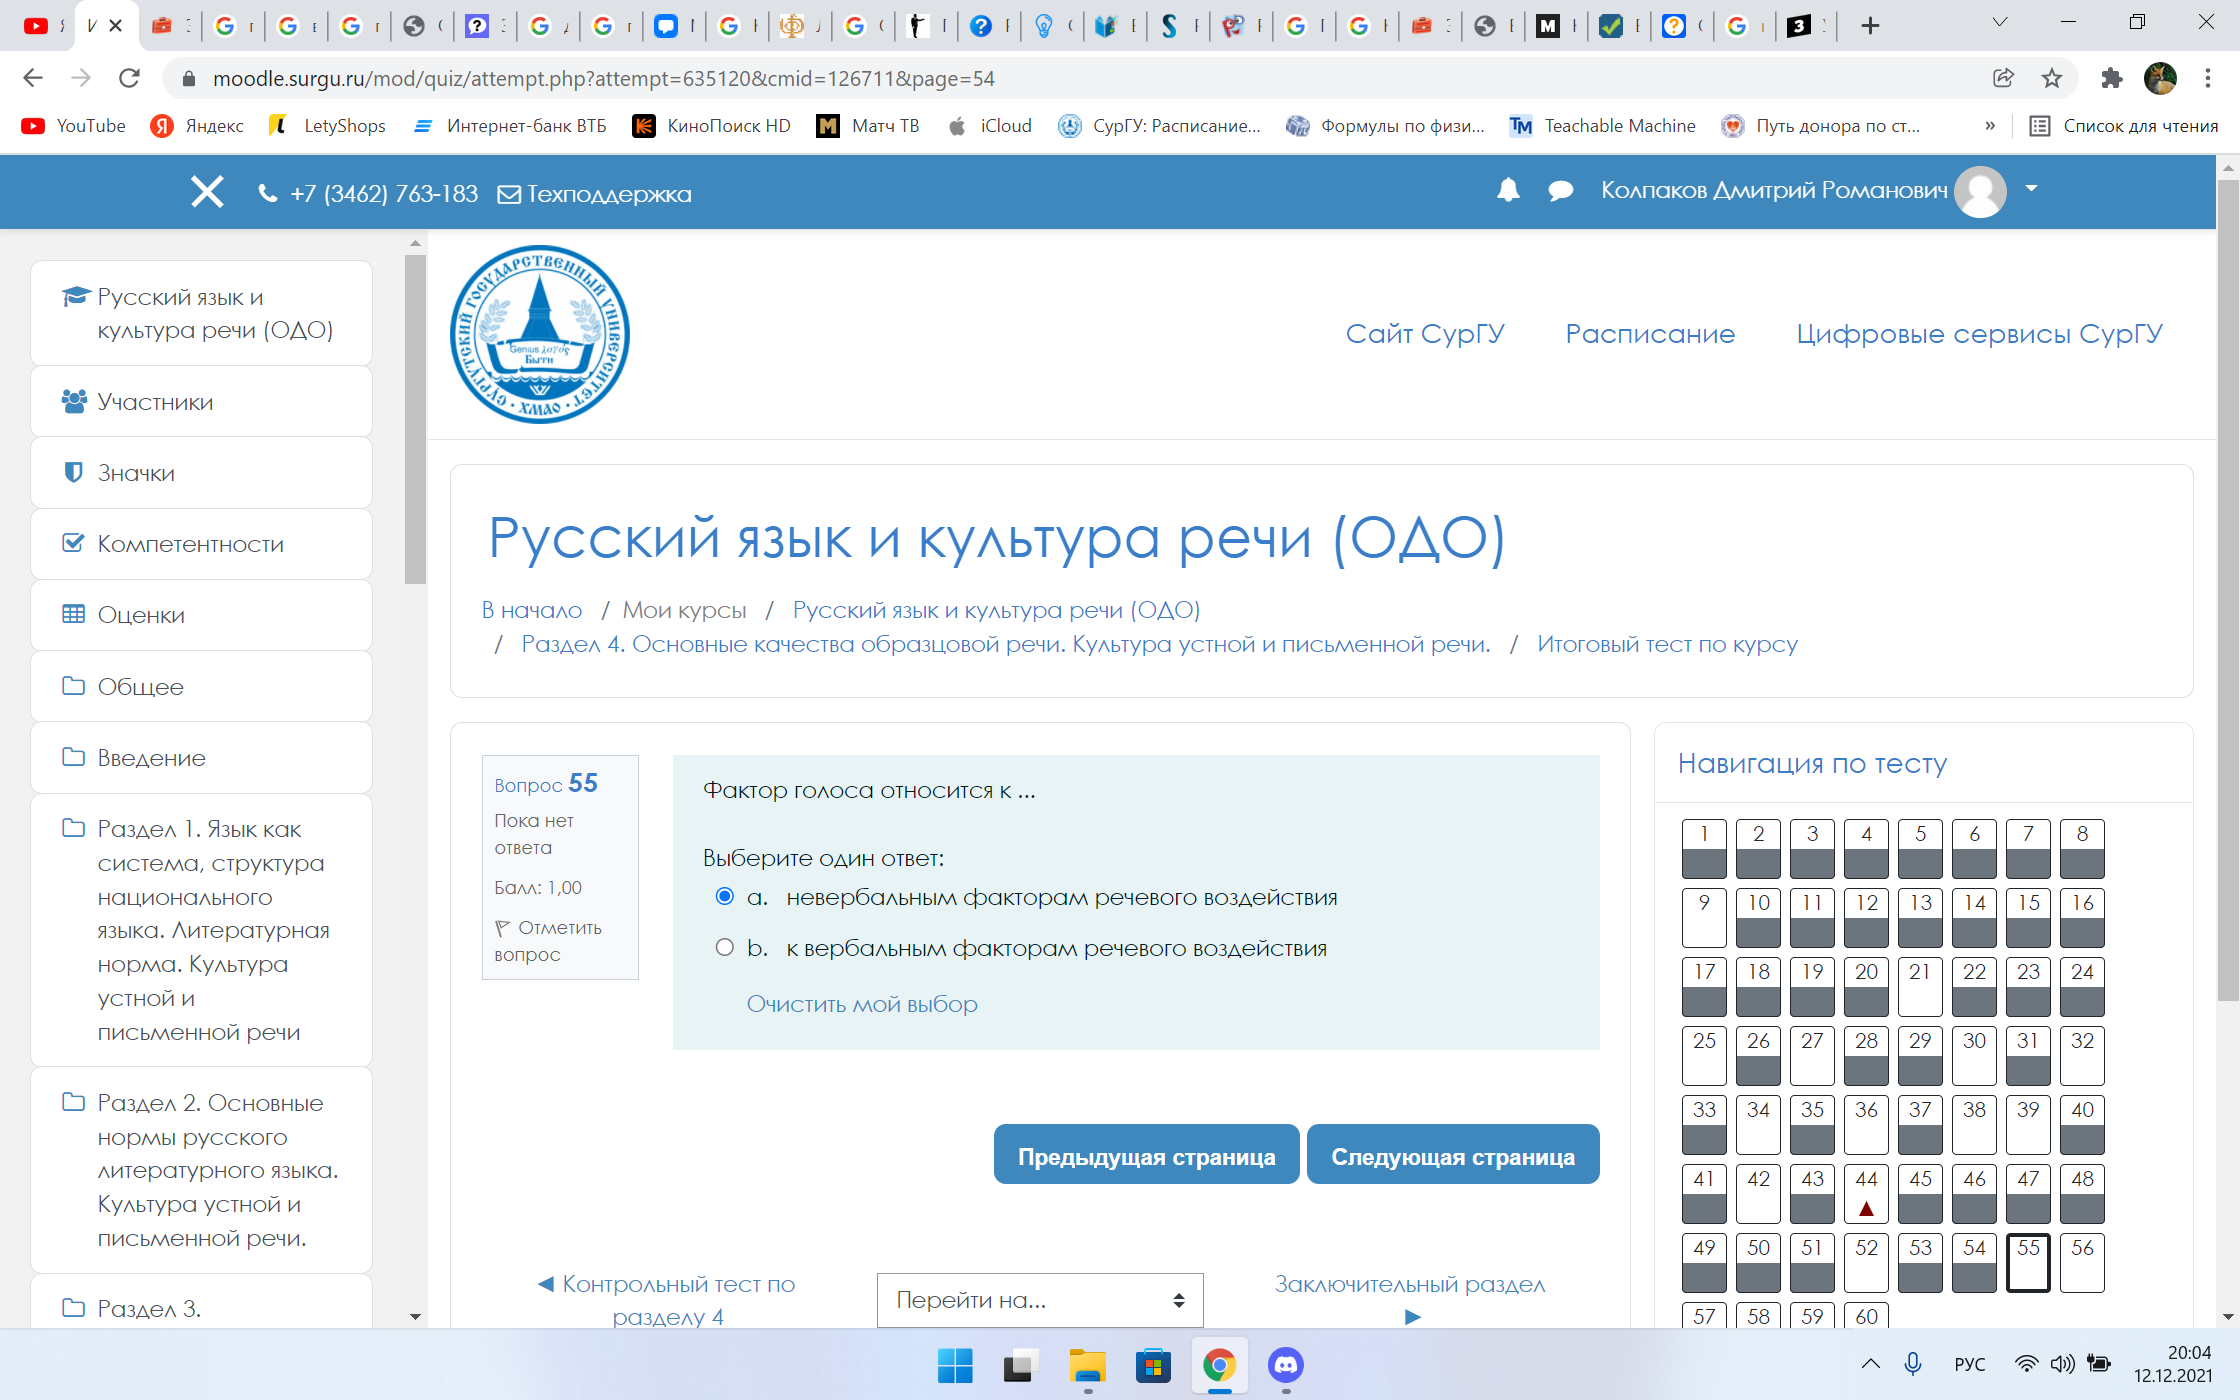 moodle.surgu.ru/mod/quiz/attempt.php?attempt=635120&cmid=126711&page=54
YouTube Яндекс LetyShops Интернет-банк ВТБ КиноПоиск HD Матч ТВ iCloud СурГУ: Расписание... Формулы по физи... Teachable Machine Путь донора по ст... » Список для чтения
+7 (3462) 763-183 Техподдержка Колпаков Дмитрий Романович
СУРГУТСКИЙ ГОСУДАРСТВЕННЫЙ УНИВЕРСИТЕТ • ХМАО •
Сайт СурГУ Расписание Цифровые сервисы СурГУ
Русский язык и
культура речи (ОДО)
Участники
Значки
Компетентности
Оценки
Общее
Введение
Раздел 1. Язык как
система, структура
национального
языка. Литературная
норма. Культура
устной и
письменной речи
Раздел 2. Основные
нормы русского
литературного языка.
Культура устной и
письменной речи.
Раздел 3.
Русский язык и культура речи (ОДО)
В начало / Мои курсы / Русский язык и культура речи (ОДО)
/ Раздел 4. Основные качества образцовой речи. Культура устной и письменной речи. / Итоговый тест по курсу
Вопрос 55
Пока нет
ответа
Балл: 1,00
Отметить
вопрос
Фактор голоса относится к ...
Выберите один ответ:
a. невербальным факторам речевого воздействия
b. к вербальным факторам речевого воздействия
Очистить мой выбор
Предыдущая страница Следующая страница
◄ Контрольный тест по
разделу 4
Перейти на...
Заключительный раздел
►
Навигация по тесту
1 2 3 4 5 6 7 8
9 10 11 12 13 14 15 16
17 18 19 20 21 22 23 24
25 26 27 28 29 30 31 32
33 34 35 36 37 38 39 40
41 42 43 44 45 46 47 48
49 50 51 52 53 54 55 56
57 58 59 60
РУС
20:04
12.12.2021